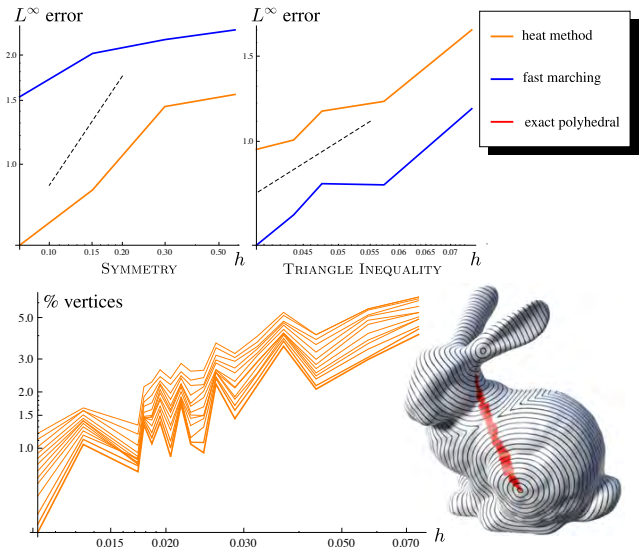 L∞ error
2.0
1.5
1.0
0.10 0.15 0.20 0.30 0.50
h
SYMMETRY
L∞ error
1.5
1.0
0.045 0.05 0.055 0.06 0.065 0.07
h
TRIANGLE INEQUALITY
heat method
fast marching
exact polyhedral
% vertices
5.0
3.0
2.0
1.5
1.0
0.015 0.020 0.030 0.050 0.070
h